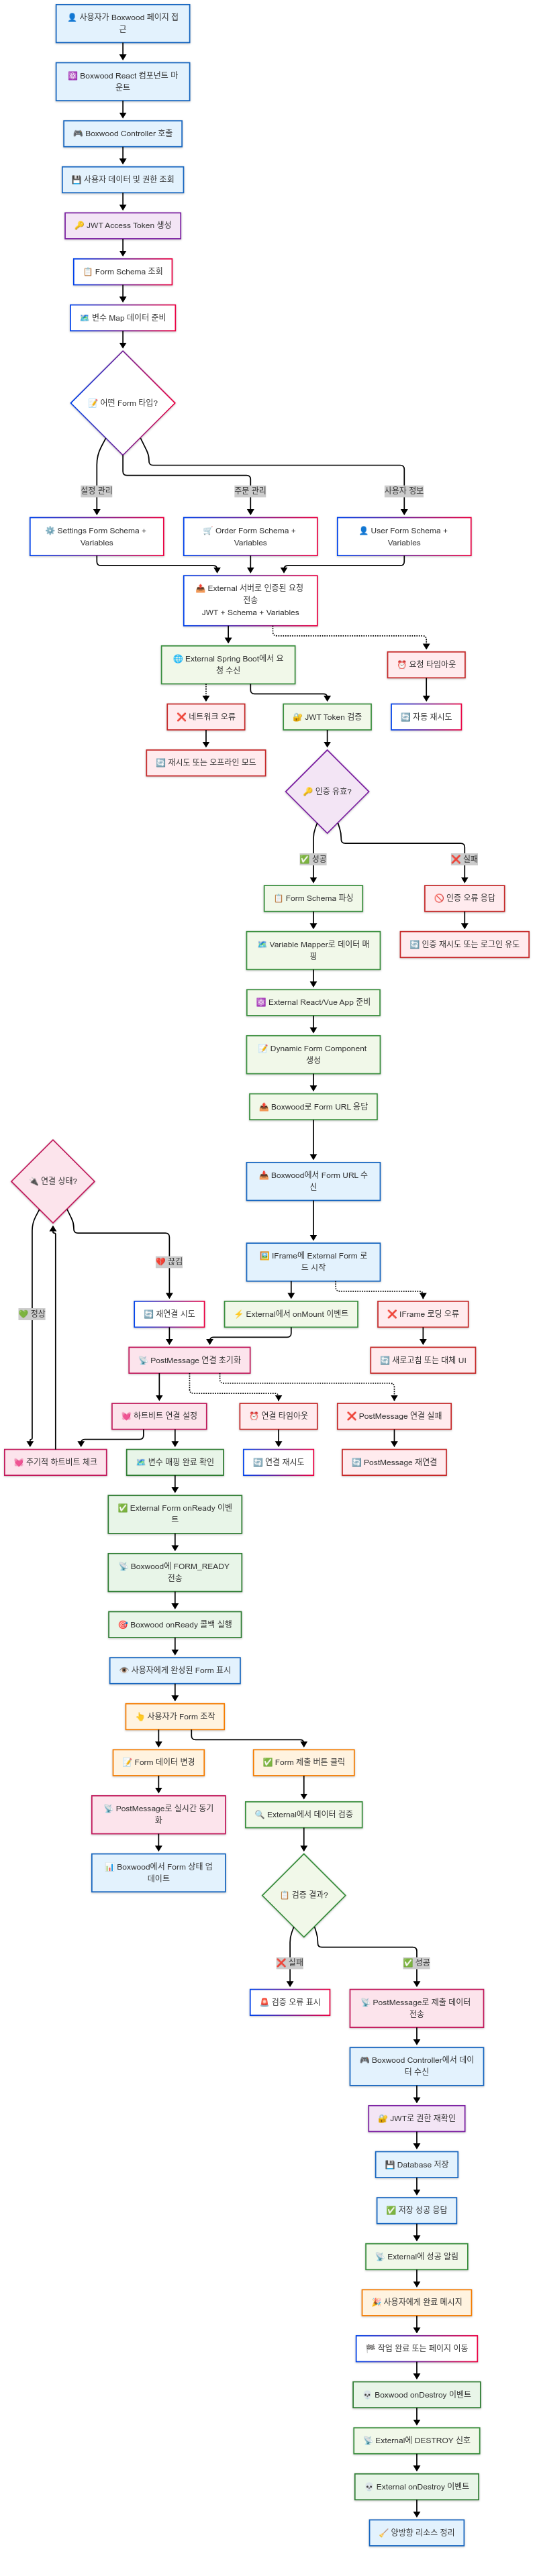 👤 사용자가 Boxwood 페이지 접
근
⚛️ Boxwood React 컴포넌트 마
운트
🎮 Boxwood Controller 호출
💾 사용자 데이터 및 권한 조회
🔑 JWT Access Token 생성
📋 Form Schema 조회
🗺️ 변수 Map 데이터 준비
📝 어떤 Form 타입?
설정 관리
주문 관리
사용자 정보
⚙️ Settings Form Schema +
Variables
🛒 Order Form Schema +
Variables
👤 User Form Schema +
Variables
📤 External 서버로 인증된 요청
전송
JWT + Schema + Variables
🌐 External Spring Boot에서 요
청 수신
⏰ 요청 타임아웃
❌ 네트워크 오류
🔐 JWT Token 검증
🔄 자동 재시도
🔄 재시도 또는 오프라인 모드
🔑 인증 유효?
✅ 성공
❌ 실패
📋 Form Schema 파싱
🚫 인증 오류 응답
🗺️ Variable Mapper로 데이터 매
핑
🔄 인증 재시도 또는 로그인 유도
⚛️ External React/Vue App 준비
📝 Dynamic Form Component
생성
📤 Boxwood로 Form URL 응답
🔌 연결 상태?
📥 Boxwood에서 Form URL 수
신
💔 끊김
🖼️ IFrame에 External Form 로
드 시작
💚 정상
🔄 재연결 시도
⚡ External에서 onMount 이벤트
❌ IFrame 로딩 오류
📡 PostMessage 연결 초기화
🔄 새로고침 또는 대체 UI
💓 하트비트 연결 설정
⏰ 연결 타임아웃
❌ PostMessage 연결 실패
💓 주기적 하트비트 체크
🗺️ 변수 매핑 완료 확인
🔄 연결 재시도
🔄 PostMessage 재연결
✅ External Form onReady 이벤
트
📡 Boxwood에 FORM_READY
전송
🎯 Boxwood onReady 콜백 실행
👁️ 사용자에게 완성된 Form 표시
👆 사용자가 Form 조작
📝 Form 데이터 변경
✅ Form 제출 버튼 클릭
📡 PostMessage로 실시간 동기
화
🔍 External에서 데이터 검증
📊 Boxwood에서 Form 상태 업
데이트
📋 검증 결과?
❌ 실패
✅ 성공
🚨 검증 오류 표시
📡 PostMessage로 제출 데이터
전송
🎮 Boxwood Controller에서 데이
터 수신
🔐 JWT로 권한 재확인
💾 Database 저장
✅ 저장 성공 응답
📡 External에 성공 알림
🎉 사용자에게 완료 메시지
🏁 작업 완료 또는 페이지 이동
💀 Boxwood onDestroy 이벤트
📡 External에 DESTROY 신호
💀 External onDestroy 이벤트
🧹 양방향 리소스 정리